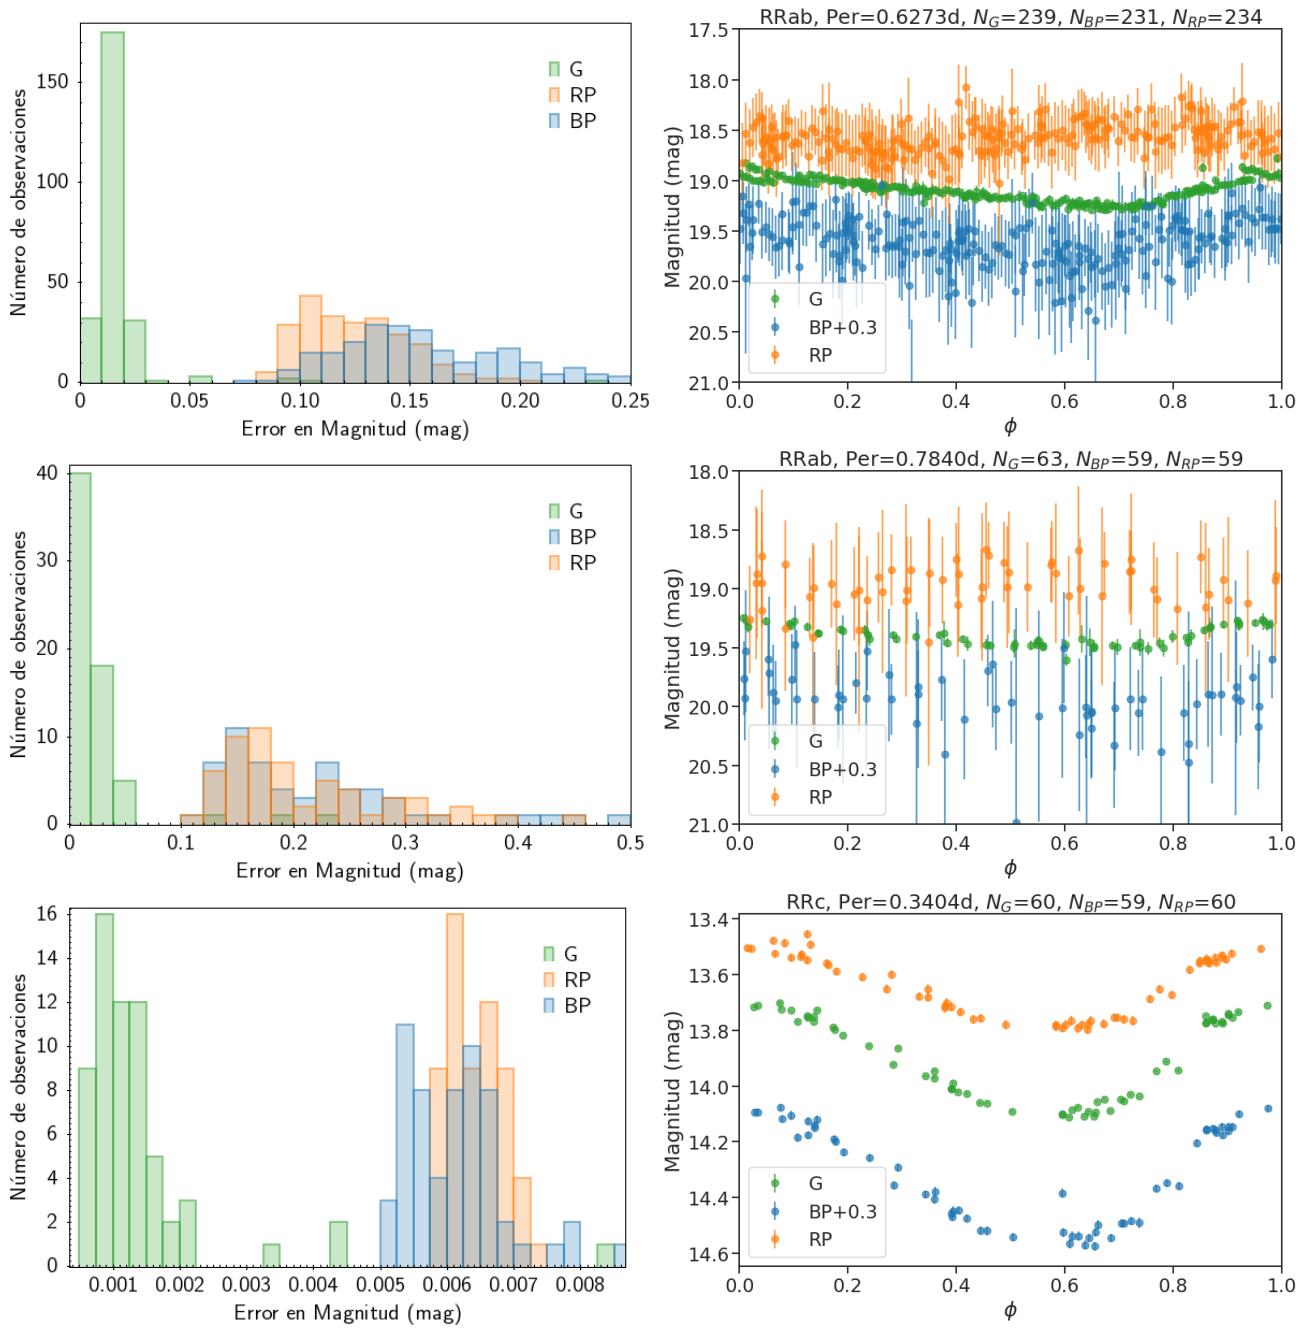 RRab, Per=0.6273d, N_G=239, N_BP=231, N_RP=234
Número de observaciones
150
100
50
0
G
RP
BP
0
0.05
0.10
0.15
0.20
0.25
Error en Magnitud (mag)
Magnitud (mag)
17.5
18.0
18.5
19.0
19.5
20.0
20.5
21.0
G
BP+0.3
RP
0.0
0.2
0.4
0.6
0.8
1.0
ϕ
RRab, Per=0.7840d, N_G=63, N_BP=59, N_RP=59
Número de observaciones
40
30
20
10
0
G
BP
RP
0
0.1
0.2
0.3
0.4
0.5
Error en Magnitud (mag)
Magnitud (mag)
18.0
18.5
19.0
19.5
20.0
20.5
21.0
G
BP+0.3
RP
0.0
0.2
0.4
0.6
0.8
1.0
ϕ
RRc, Per=0.3404d, N_G=60, N_BP=59, N_RP=60
Número de observaciones
16
14
12
10
8
6
4
2
0
G
RP
BP
0.001
0.002
0.003
0.004
0.005
0.006
0.007
0.008
Error en Magnitud (mag)
Magnitud (mag)
13.4
13.6
13.8
14.0
14.2
14.4
14.6
G
BP+0.3
RP
0.0
0.2
0.4
0.6
0.8
1.0
ϕ